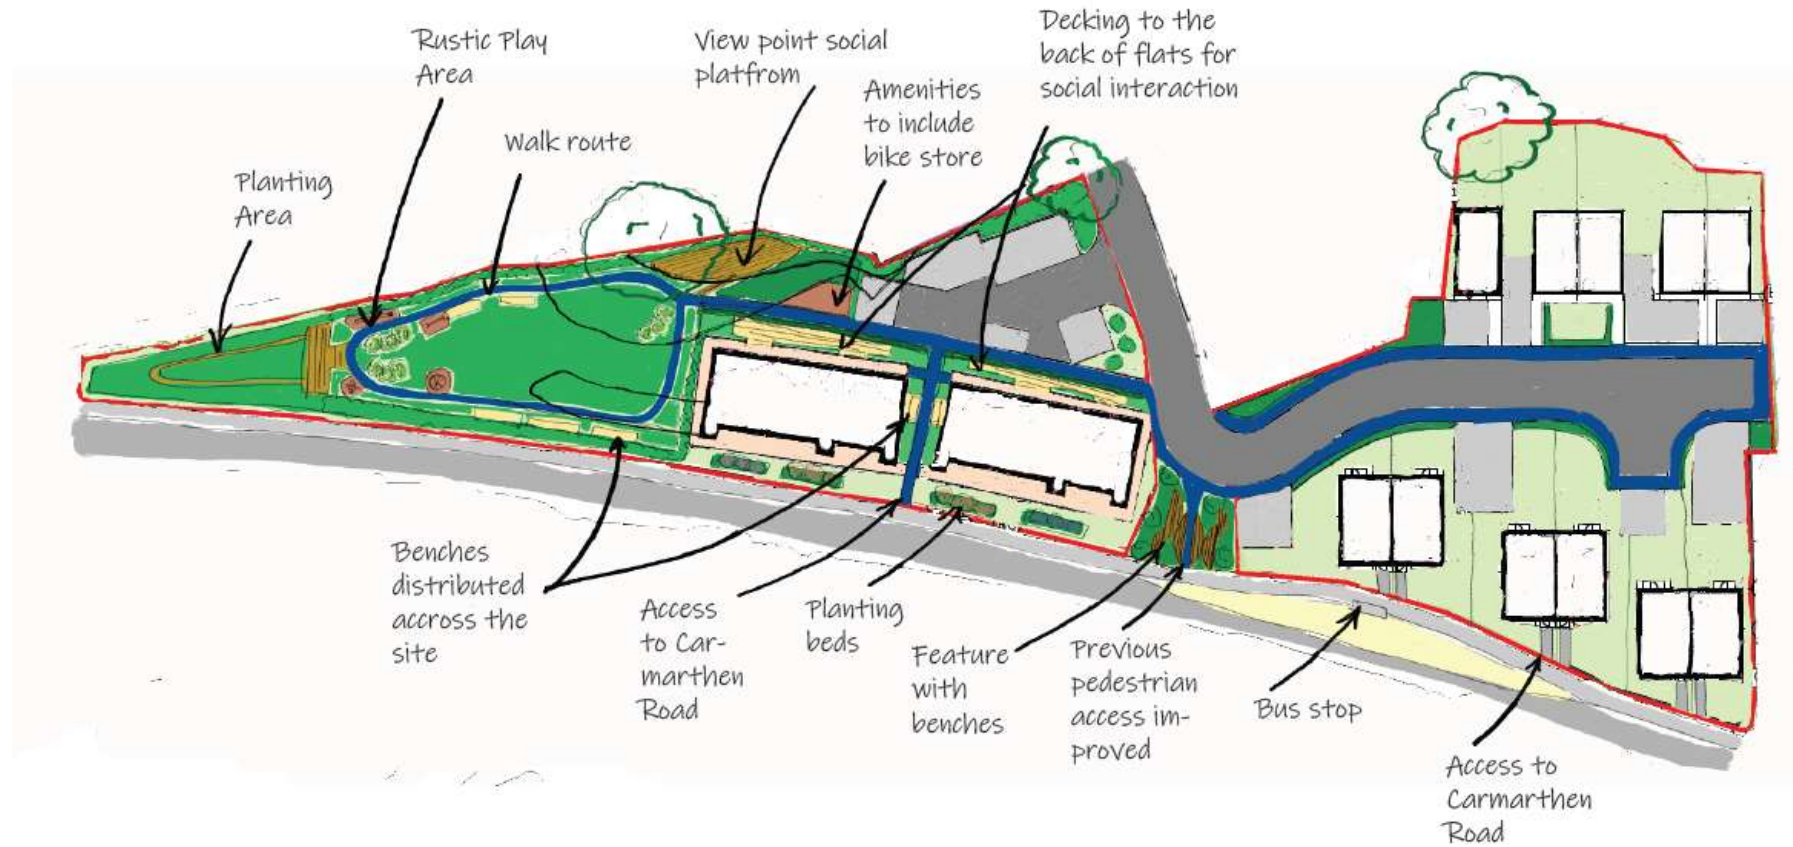 Decking to the
back of flats for
social interaction
Rustic Play
Area
View point social
platfrom
Amenities
to include
bike store
Walk route
Planting
Area
Benches
distributed
accross the
site
Access
to Car-
marthen
Road
Planting
beds
Feature
with
benches
Previous
pedestrian
access im-
proved
Bus stop
Access to
Carmarthen
Road